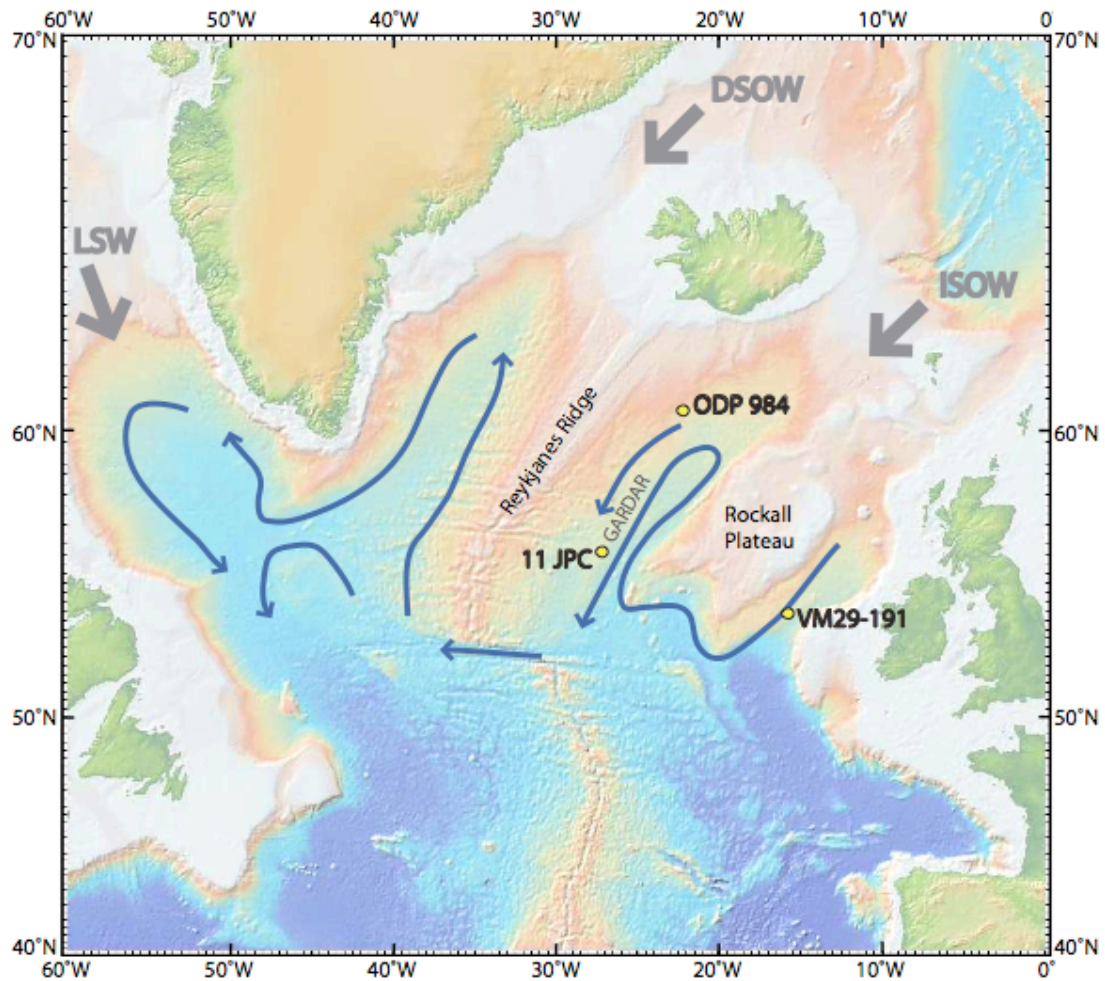 60˚W 50˚W 40˚W 30˚W 20˚W 10˚W 0˚
70˚N 70˚N
DSOW
LSW
ISOW
ODP 984
60˚N 60˚N
Reykjanes Ridge
GARDAR
Rockall
Plateau
11 JPC
VM29-191
50˚N 50˚N
40˚N 40˚N
60˚W 50˚W 40˚W 30˚W 20˚W 10˚W 0˚